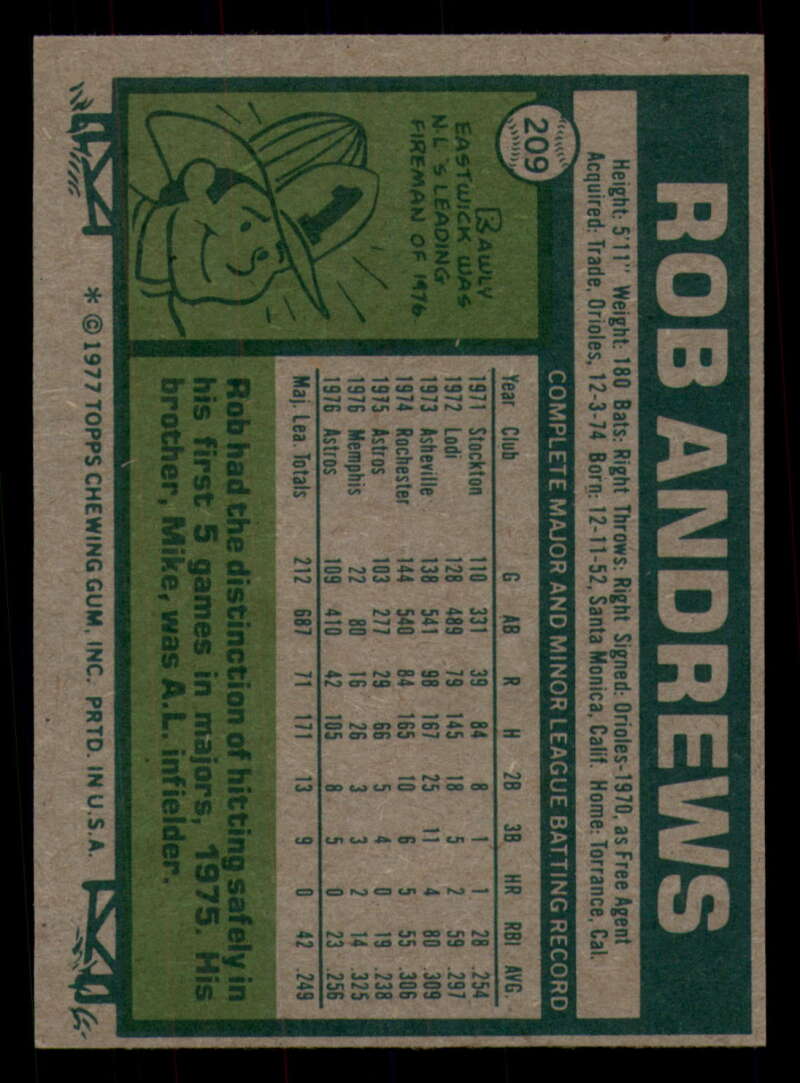 ROB ANDREWS
Height: 5'11" Weight: 180 Bats: Right Throws: Right Signed: Orioles-1970, as Free Agent
Acquired: Trade, Orioles, 12-3-74 Born: 12-11-52, Santa Monica, Calif. Home: Torrance, Cal.
209
COMPLETE MAJOR AND MINOR LEAGUE BATTING RECORD
RAWLY
EASTWICK WAS
N.L.'S LEADING
FIREMAN OF 1976.
1
Year Club G AB R H 2B 3B HR RBI AVG.
1971 Stockton 110 331 39 84 8 1 1 28 .254
1972 Lodi 128 489 79 145 18 5 2 59 .297
1973 Asheville 138 541 98 167 25 11 4 80 .309
1974 Rochester 144 540 84 165 10 6 5 55 .306
1975 Astros 103 277 29 66 5 4 0 19 .238
1976 Memphis 22 80 16 26 3 3 2 14 .325
1976 Astros 109 410 42 105 8 5 0 23 .256
Maj. Lea. Totals 212 687 71 171 13 9 0 42 .249
Rob had the distinction of hitting safely in
his first 5 games in majors, 1975. His
brother, Mike, was A.L. infielder.
* © 1977 TOPPS CHEWING GUM, INC. PRTD. IN U.S.A.